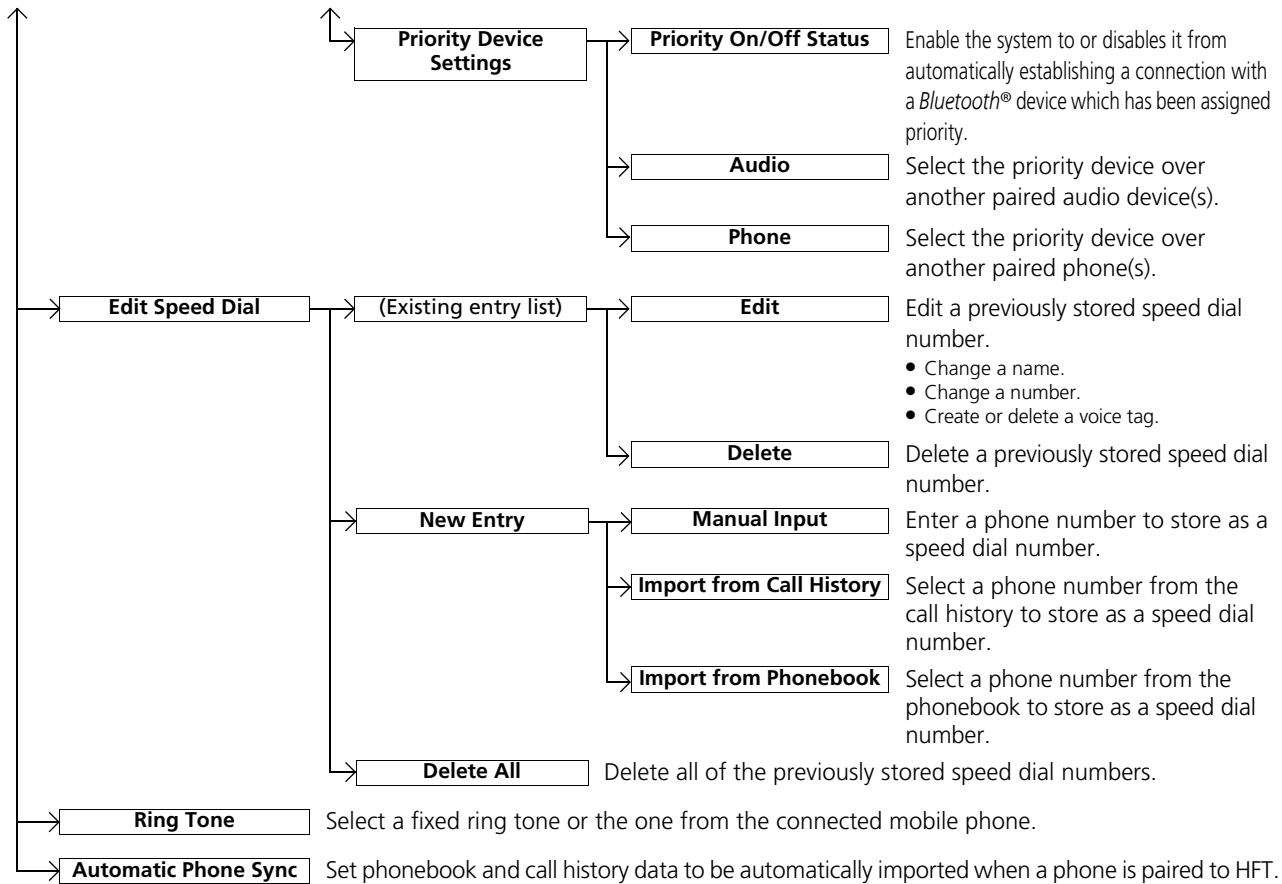 Priority Device
Settings
Priority On/Off Status
Enable the system to or disables it from
automatically establishing a connection with
a Bluetooth® device which has been assigned
priority.
Audio
Select the priority device over
another paired audio device(s).
Phone
Select the priority device over
another paired phone(s).
Edit Speed Dial
(Existing entry list)
Edit
Edit a previously stored speed dial
number.
● Change a name.
● Change a number.
● Create or delete a voice tag.
Delete
Delete a previously stored speed dial
number.
New Entry
Manual Input
Enter a phone number to store as a
speed dial number.
Import from Call History
Select a phone number from the
call history to store as a speed dial
number.
Import from Phonebook
Select a phone number from the
phonebook to store as a speed dial
number.
Delete All
Delete all of the previously stored speed dial numbers.
Ring Tone
Select a fixed ring tone or the one from the connected mobile phone.
Automatic Phone Sync
Set phonebook and call history data to be automatically imported when a phone is paired to HFT.